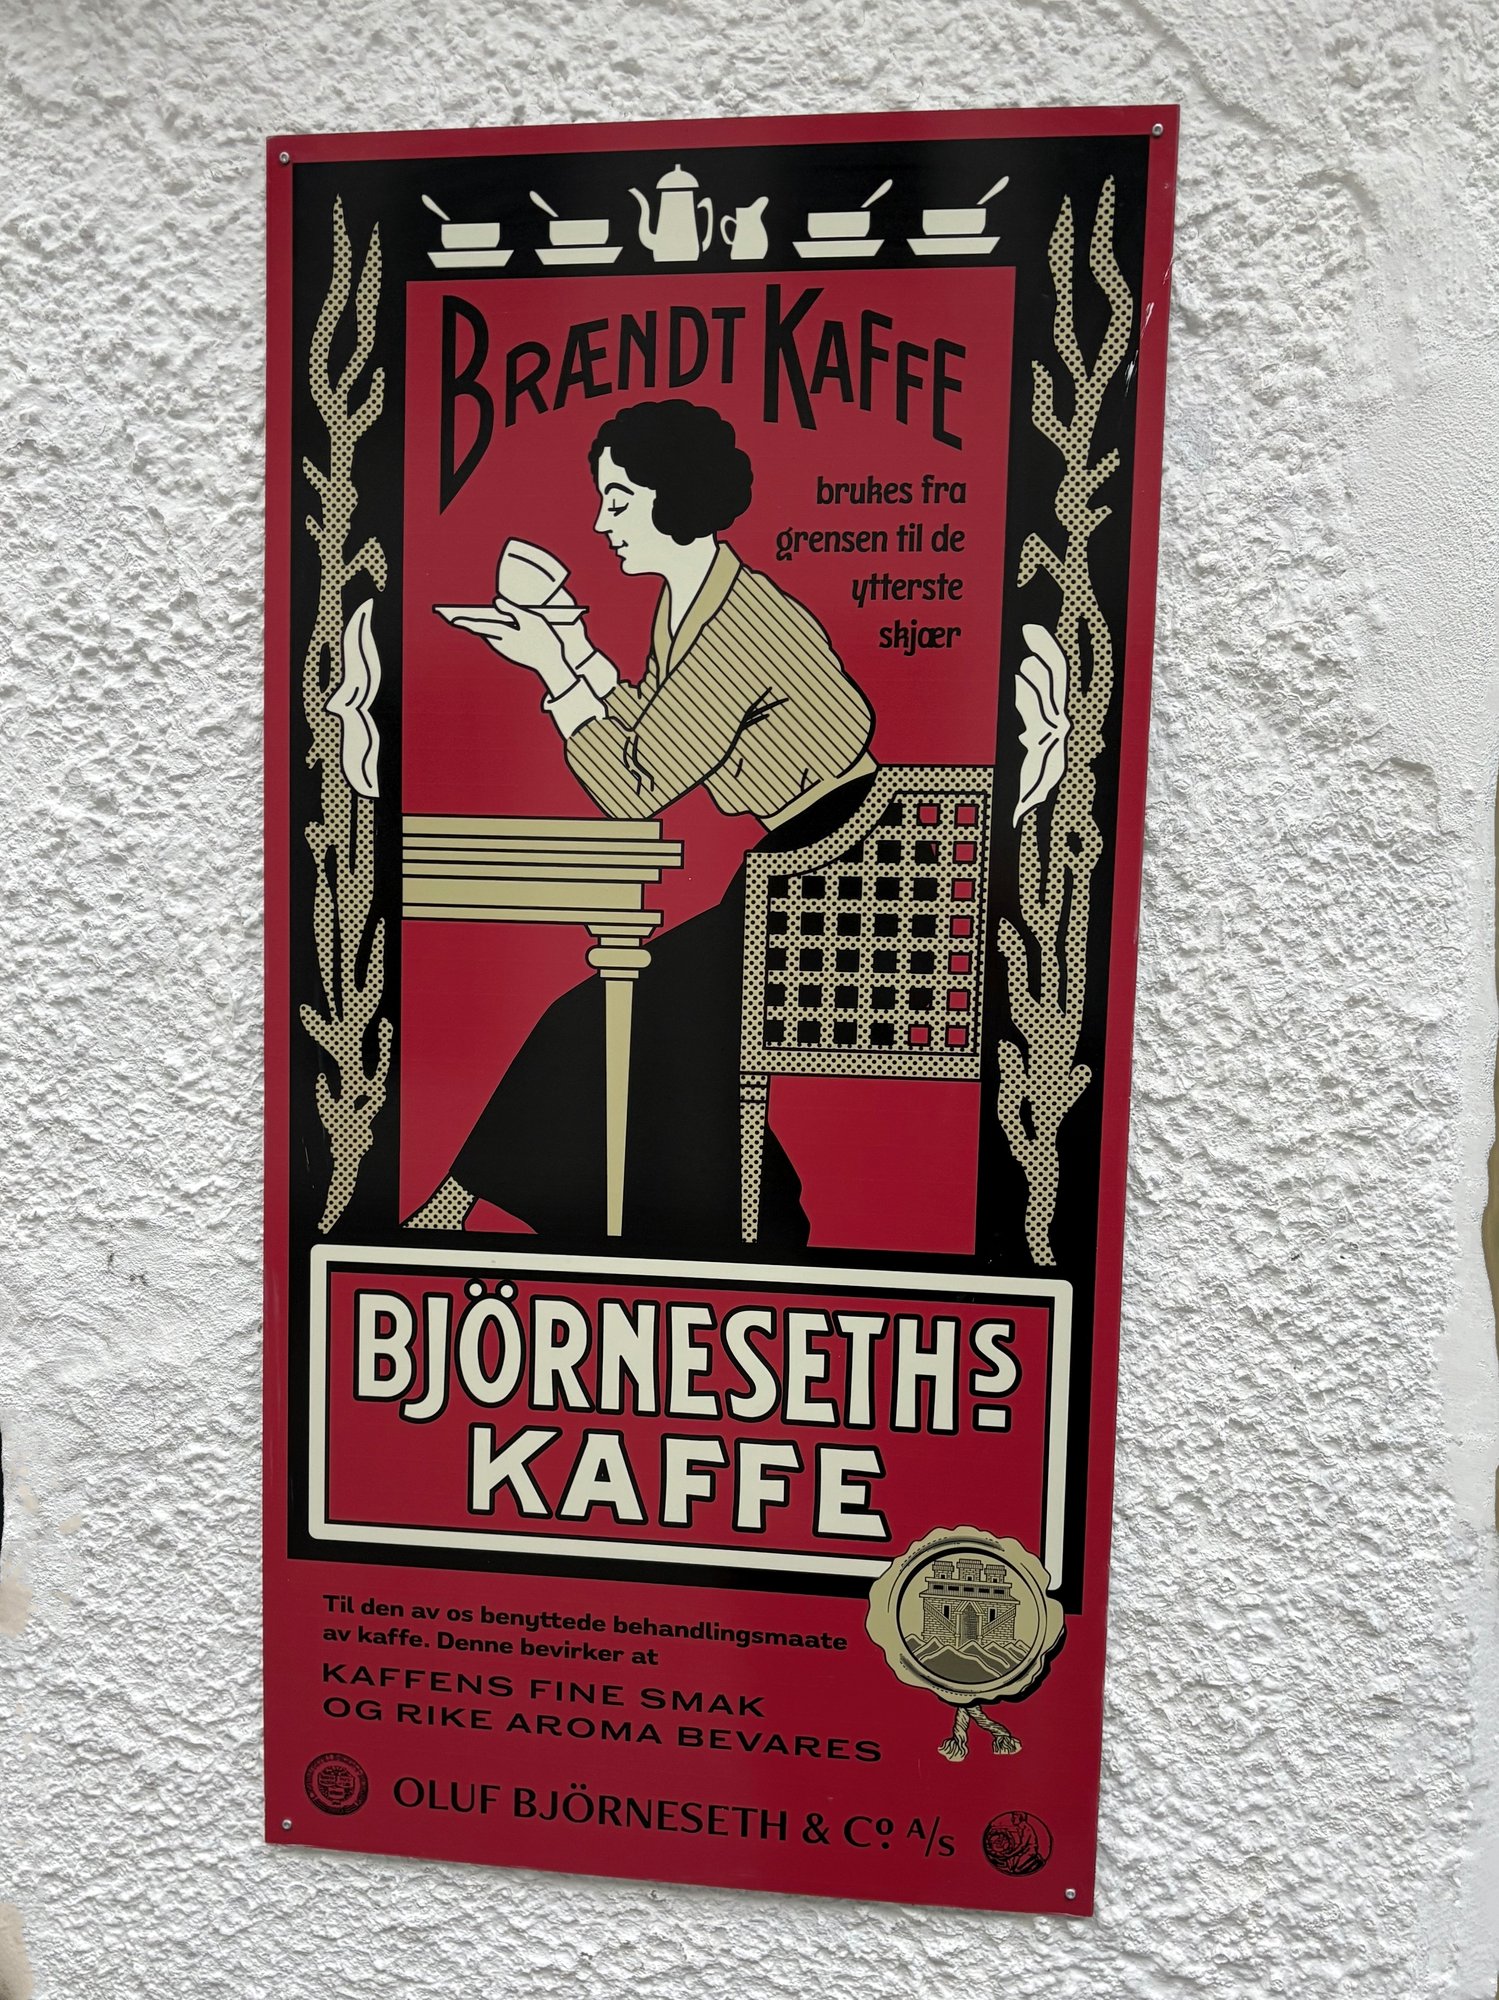 BRÆNDT KAFFE
brukes fra
grensen til de
ytterste
skjær
BJÖRNESETHS
KAFFE
Til den av os benyttede behandlingsmaate
av kaffe. Denne bevirker at
KAFFENS FINE SMAK
OG RIKE AROMA BEVARES
OLUF BJÖRNESETH & Co. A/S